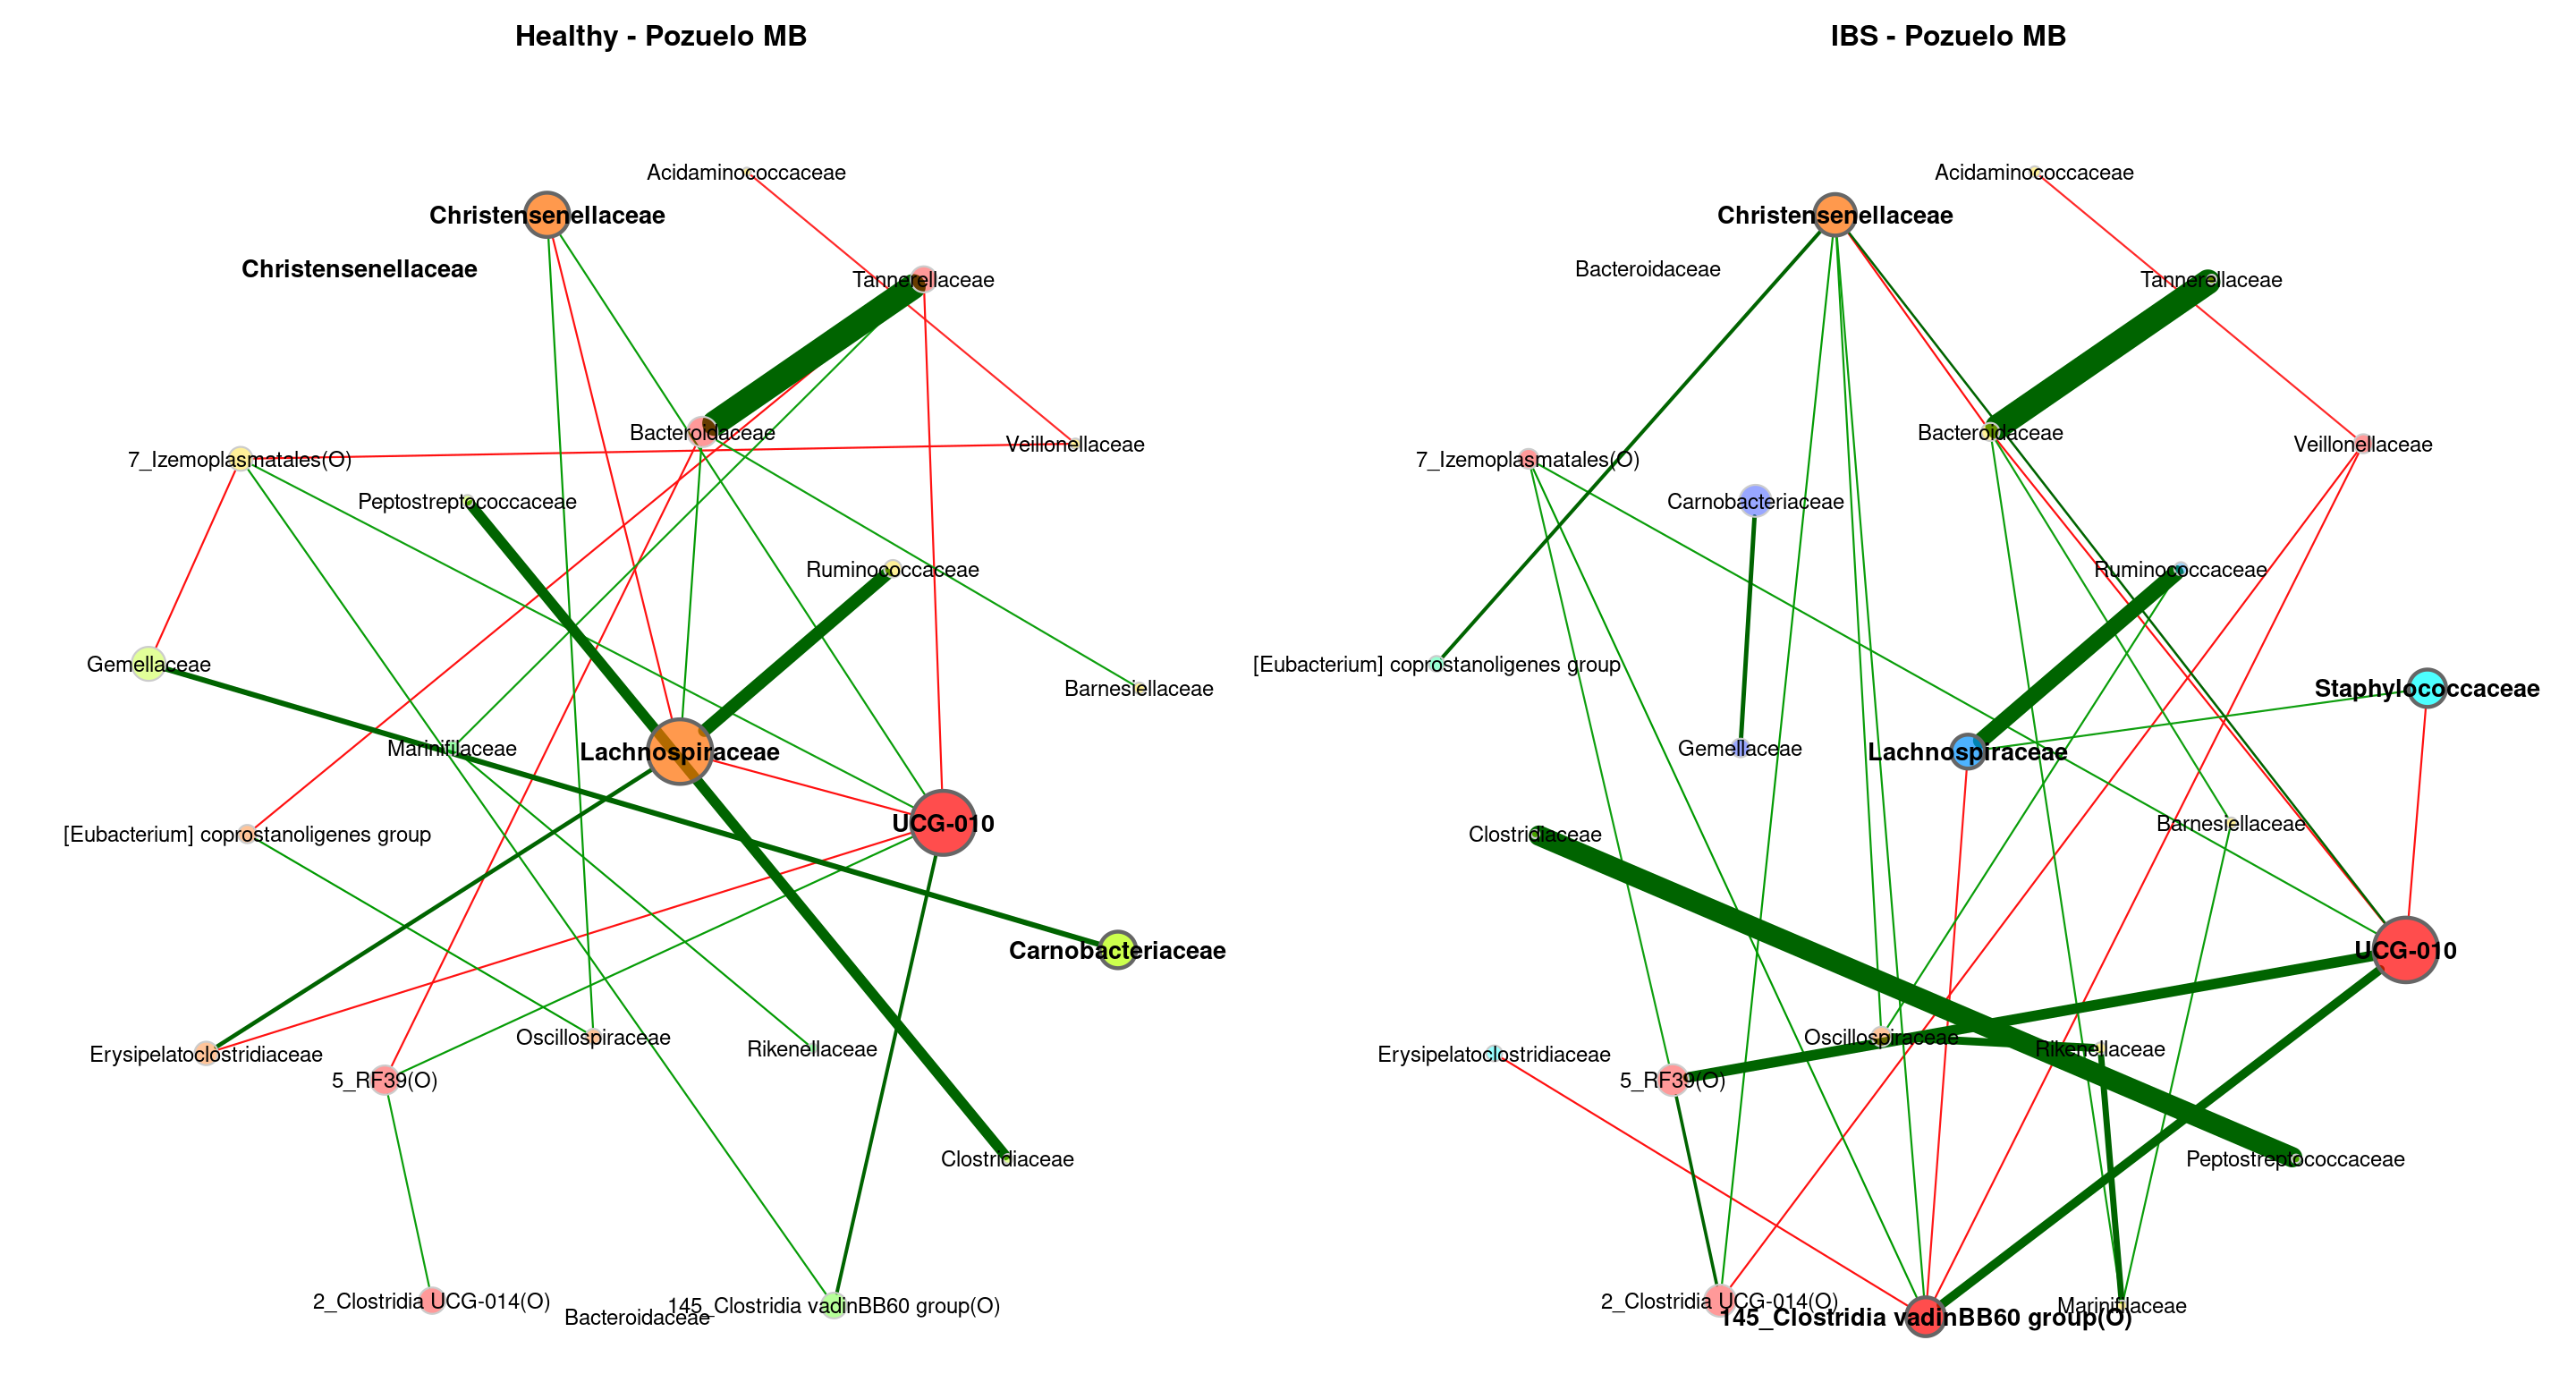 Healthy - Pozuelo MB
Acidaminococcaceae
Christensenellaceae
Christensenellaceae
Tannerellaceae
Bacteroidaceae
Veillonellaceae
7_Izemoplasmatales(O)
Peptostreptococcaceae
Ruminococcaceae
Gemellaceae
Barnesiellaceae
Marinifilaceae
Lachnospiraceae
UCG-010
[Eubacterium] coprostanoligenes group
Carnobacteriaceae
Oscillospiraceae
Rikenellaceae
Erysipelatoclostridiaceae
5_RF39(O)
Clostridiaceae
2_Clostridia UCG-014(O)
145_Clostridia vadinBB60 group(O)
Bacteroidaceae
IBS - Pozuelo MB
Acidaminococcaceae
Christensenellaceae
Bacteroidaceae
Tannerellaceae
Bacteroidaceae
Veillonellaceae
7_Izemoplasmatales(O)
Carnobacteriaceae
Ruminococcaceae
[Eubacterium] coprostanoligenes group
Staphylococcaceae
Gemellaceae
Lachnospiraceae
Barnesiellaceae
Clostridiaceae
UCG-010
Oscillospiraceae
Rikenellaceae
Erysipelatoclostridiaceae
5_RF39(O)
Peptostreptococcaceae
2_Clostridia UCG-014(O)
Marinifilaceae
145_Clostridia vadinBB60 group(O)